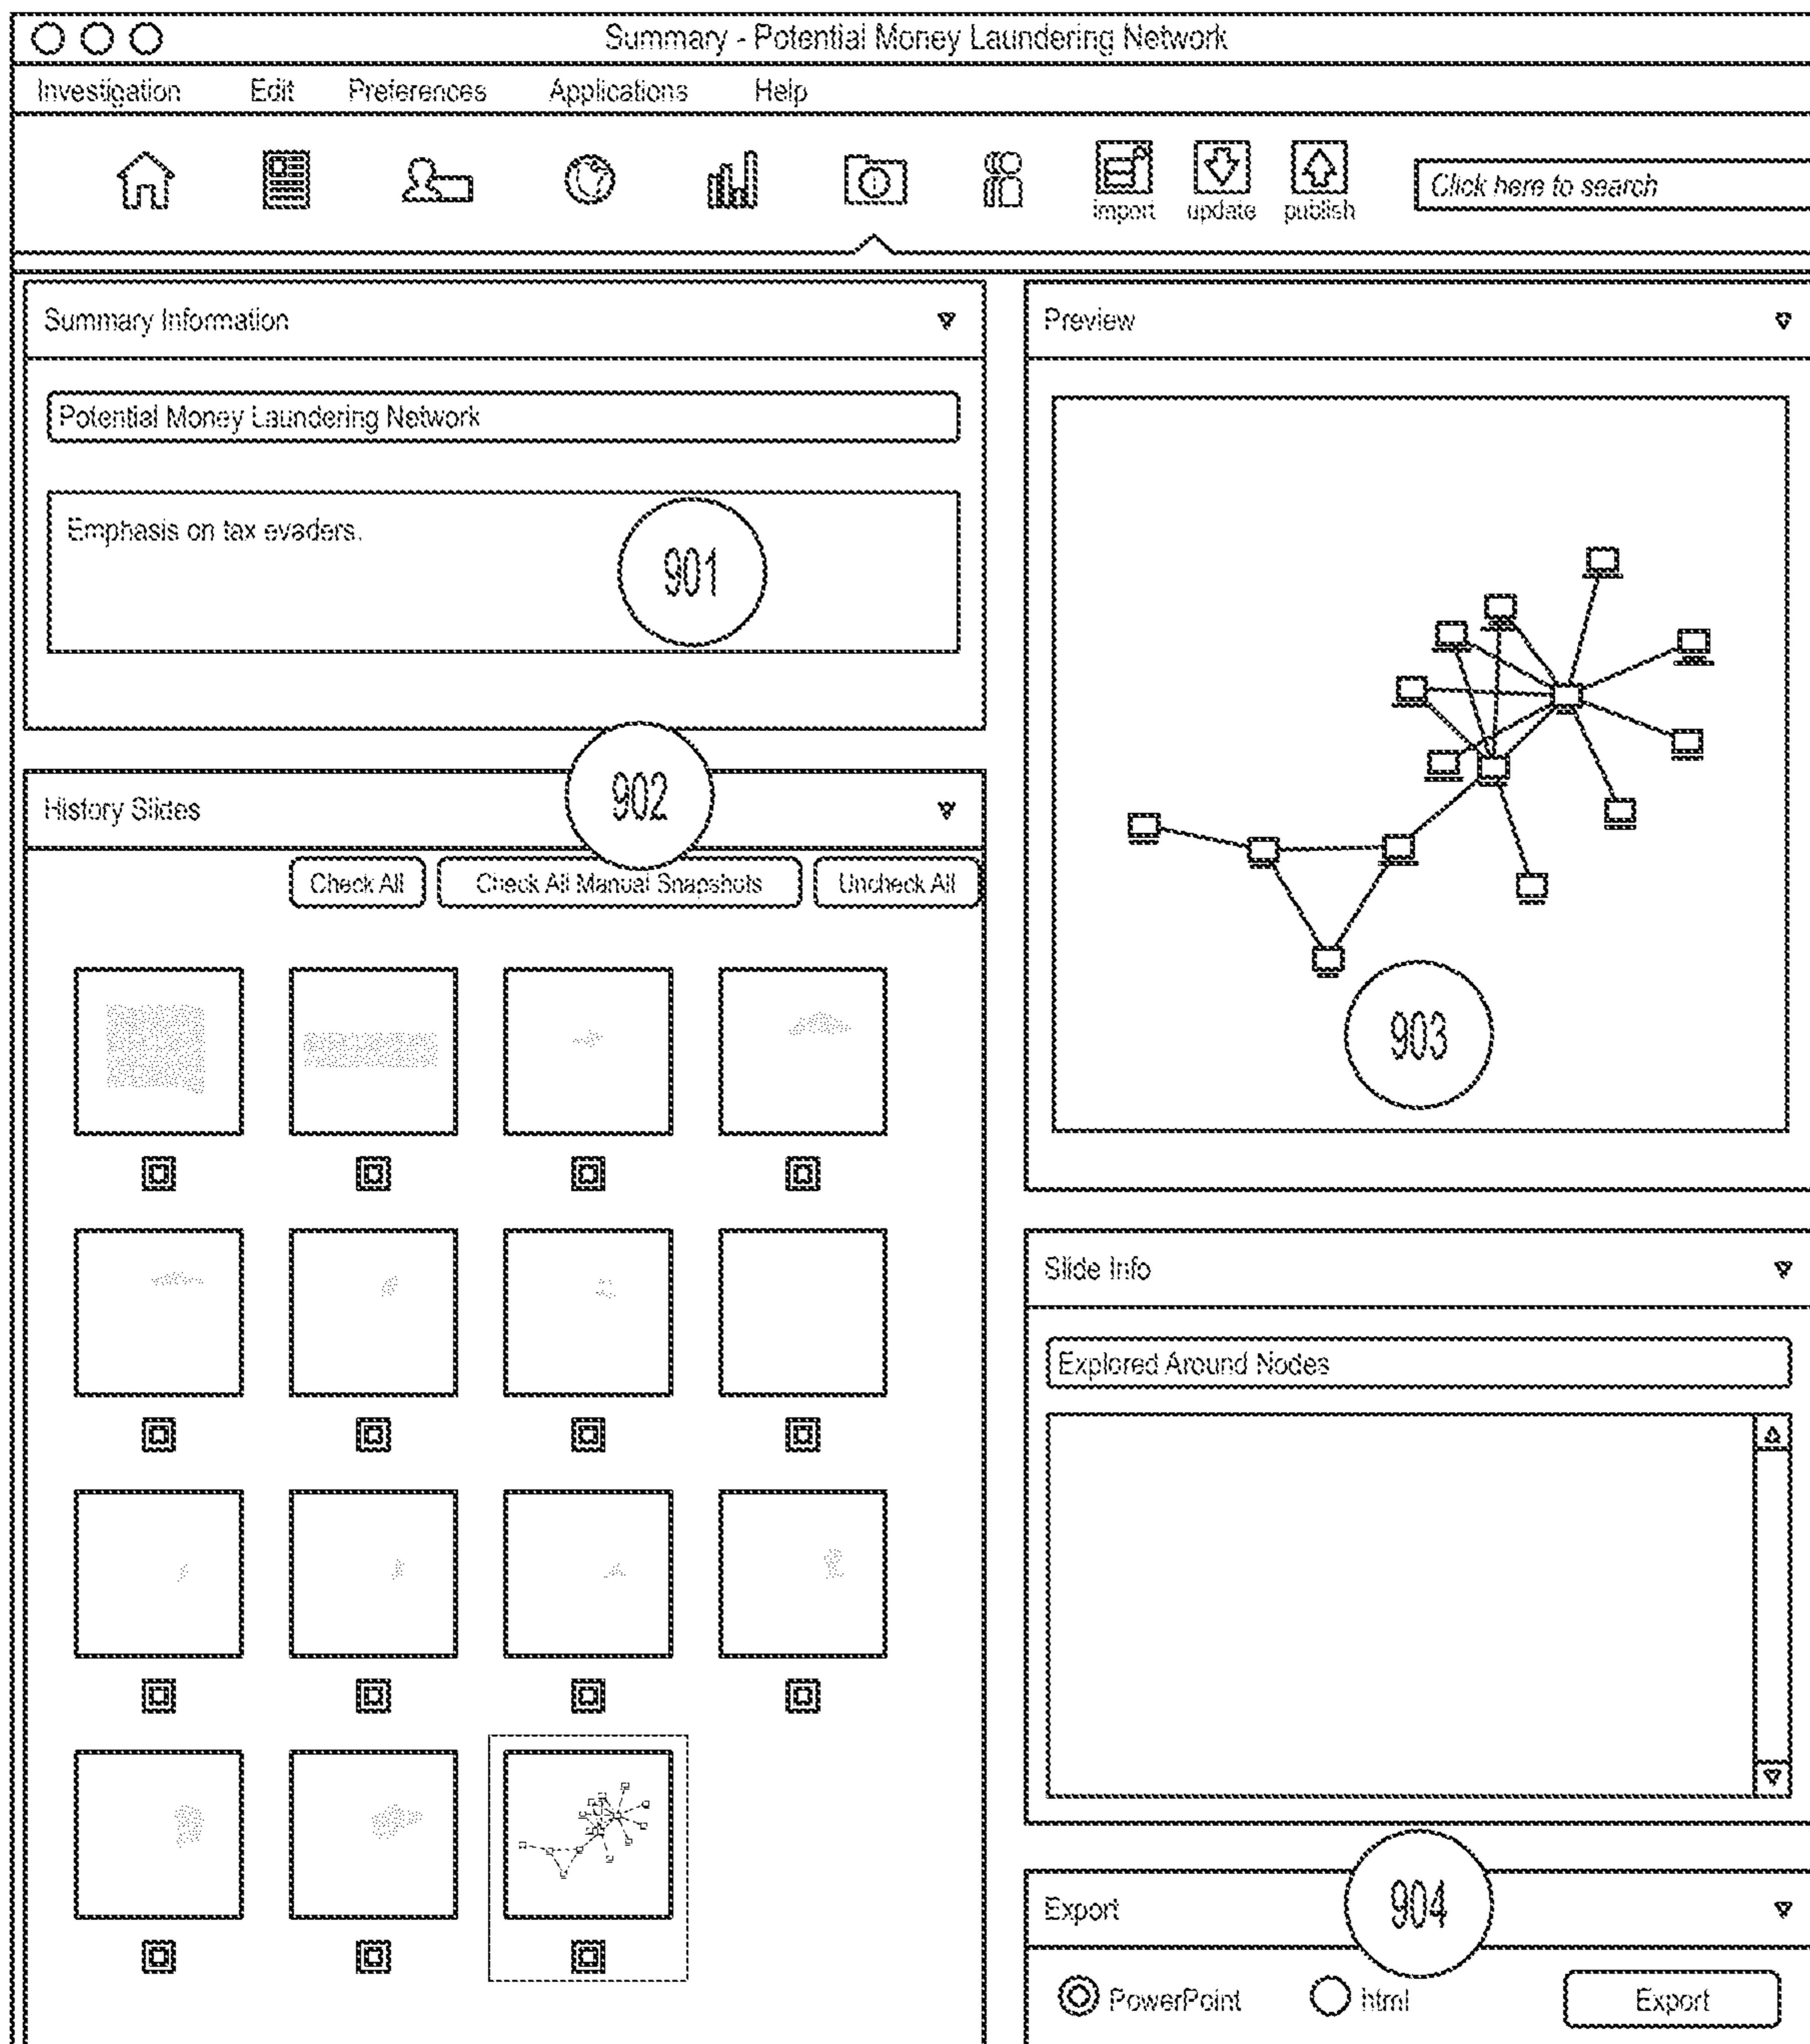 Summary - Potential Money Laundering Network
Investigation Edit Preferences Applications Help
import update publish
Click here to search
Summary Information
Potential Money Laundering Network
Emphasis on tax evaders.
901
902
History Slides
Check All Check All Manual Snapshots Uncheck All
Preview
903
Slide Info
Explored Around Nodes
904
Export
PowerPoint html Export